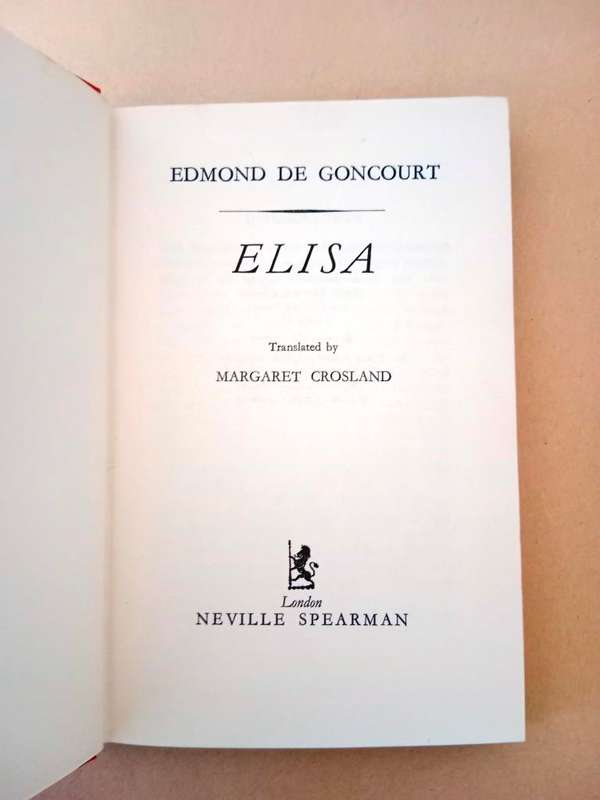 EDMOND DE GONCOURT
ELISA
Translated by
MARGARET CROSLAND
London
NEVILLE SPEARMAN